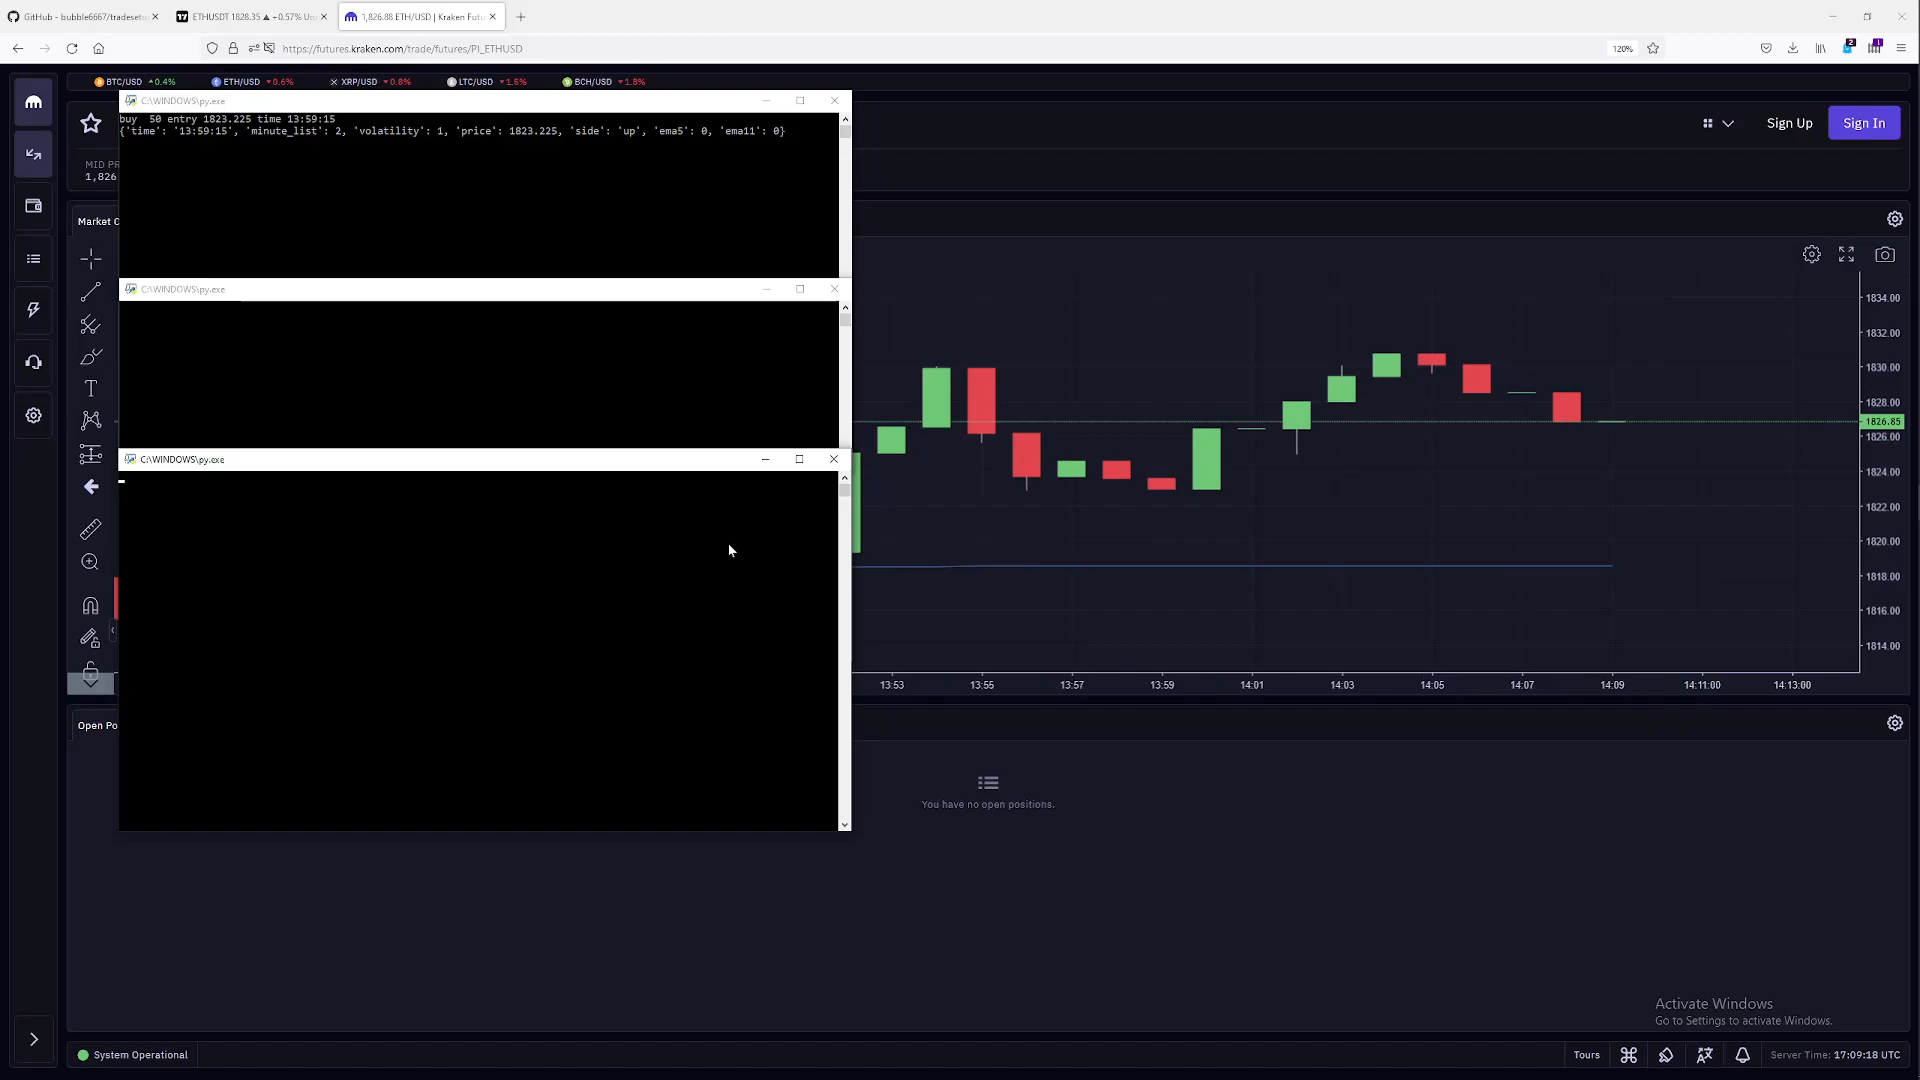 GitHub - bubble6667/tradesetu
ETHUSDT 1828.35 ▲ +0.57% Un
1,826.88 ETH/USD | Kraken Futu
https://futures.kraken.com/trade/futures/PI_ETHUSD
120%
2
1
BTC/USD 0.4%
ETH/USD 0.6%
XRP/USD 0.8%
LTC/USD 1.5%
BCH/USD 1.8%
C:\WINDOWS\py.exe
buy  50 entry 1823.225 time 13:59:15
{'time': '13:59:15', 'minute_list': 2, 'volatility': 1, 'price': 1823.225, 'side': 'up', 'ema5': 0, 'ema11': 0}
Sign Up
Sign In
MID PR
1,826
Market C
C:\WINDOWS\py.exe
C:\WINDOWS\py.exe
1834.00
1832.00
1830.00
1828.00
1826.85
1826.00
1824.00
1822.00
1820.00
1818.00
1816.00
1814.00
13:53
13:55
13:57
13:59
14:01
14:03
14:05
14:07
14:09
14:11:00
14:13:00
Open Po
You have no open positions.
Activate Windows
Go to Settings to activate Windows.
System Operational
Tours
Server Time: 17:09:18 UTC